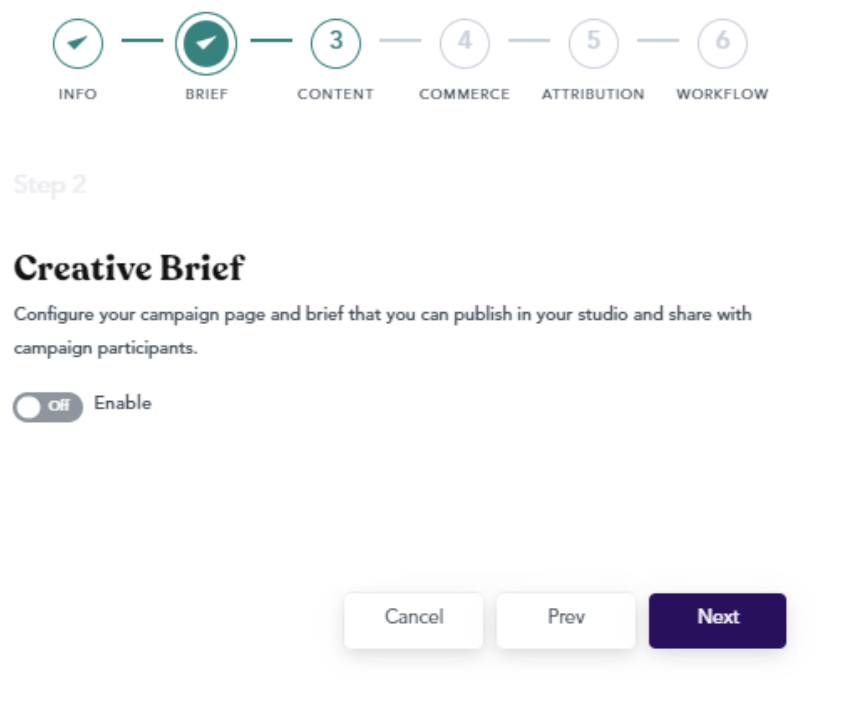 3 4 5 6
INFO BRIEF CONTENT COMMERCE ATTRIBUTION WORKFLOW
Step 2
Creative Brief
Configure your campaign page and brief that you can publish in your studio and share with
campaign participants.
Off Enable
Cancel Prev Next